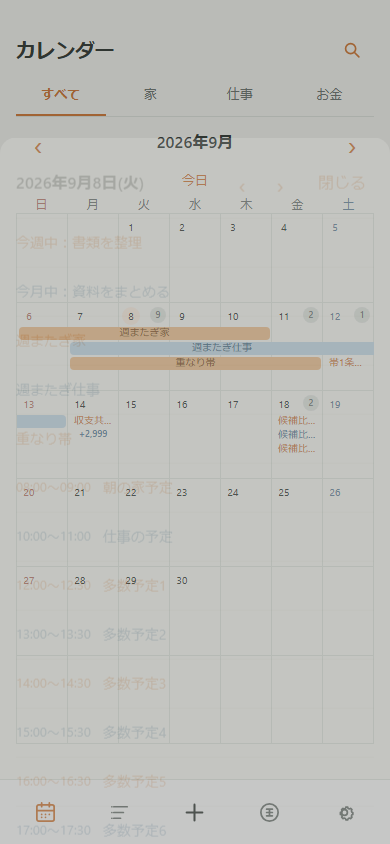 カレンダー
すべて 家 仕事 お金
2026年9月
2026年9月8日(火) 今日 閉じる
日 月 火 水 木 金 土
1 2 3 4 5
今週中：書類を整理
今月中：資料をまとめる
6 7 8 9 9 10 11 2 12 1
週またぎ家
週またぎ家
週またぎ仕事
重なり帯 帯1条…
週またぎ仕事
13 14 15 16 17 18 2 19
収支共… 候補比…
+2,999 候補比…
重なり帯
候補比…
09:00～09:00 朝の家予定
20 21 22 23 24 25 26
10:00～11:00 仕事の予定
27 28 29 30
12:00～12:30 多数予定1
13:00～13:30 多数予定2
14:00～14:30 多数予定3
15:00～15:30 多数予定4
16:00～16:30 多数予定5
17:00～17:30 多数予定6